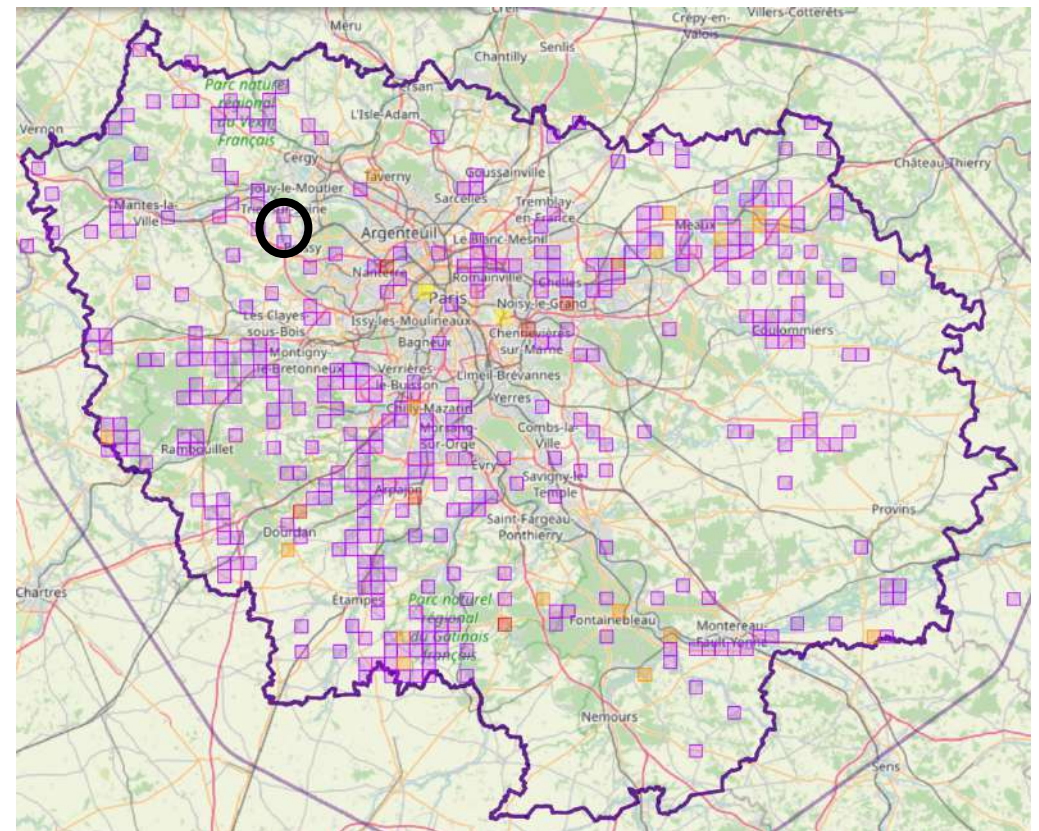 Creil
Méru
Crépy-en-
Valois
Villers-Cotterêts
Senlis
Chantilly
Parc naturel
régional
du Vexin
Français
Persan
L'Isle-Adam
Vernon
Cergy
Taverny
Goussainville
Château-Thierry
Jouy-le-Moutier
Sarcelles
Mantes-la-
Ville
Tremblay-
en-France
Argenteuil
Meaux
Le Blanc-Mesnil
Nanterre
Romainville
Chelles
Paris
Noisy-le-Grand
Les Clayes-
sous-Bois
Issy-les-Moulineaux
Bagneux
Chennevières-
sur-Marne
Coulommiers
Montigny-
le-Bretonneux
Verrières-
le-Buisson
Limeil-Brévannes
Yerres
Chilly-Mazarin
Morsang-
sur-Orge
Combs-la-
Ville
Rambouillet
Évry
Savigny-le-
Temple
Arpajon
Saint-Fargeau-
Ponthierry
Provins
Dourdan
Chartres
Étampes
Parc naturel
régional
du Gâtinais
français
Fontainebleau
Montereau-
Fault-Yonne
Nemours
Sens